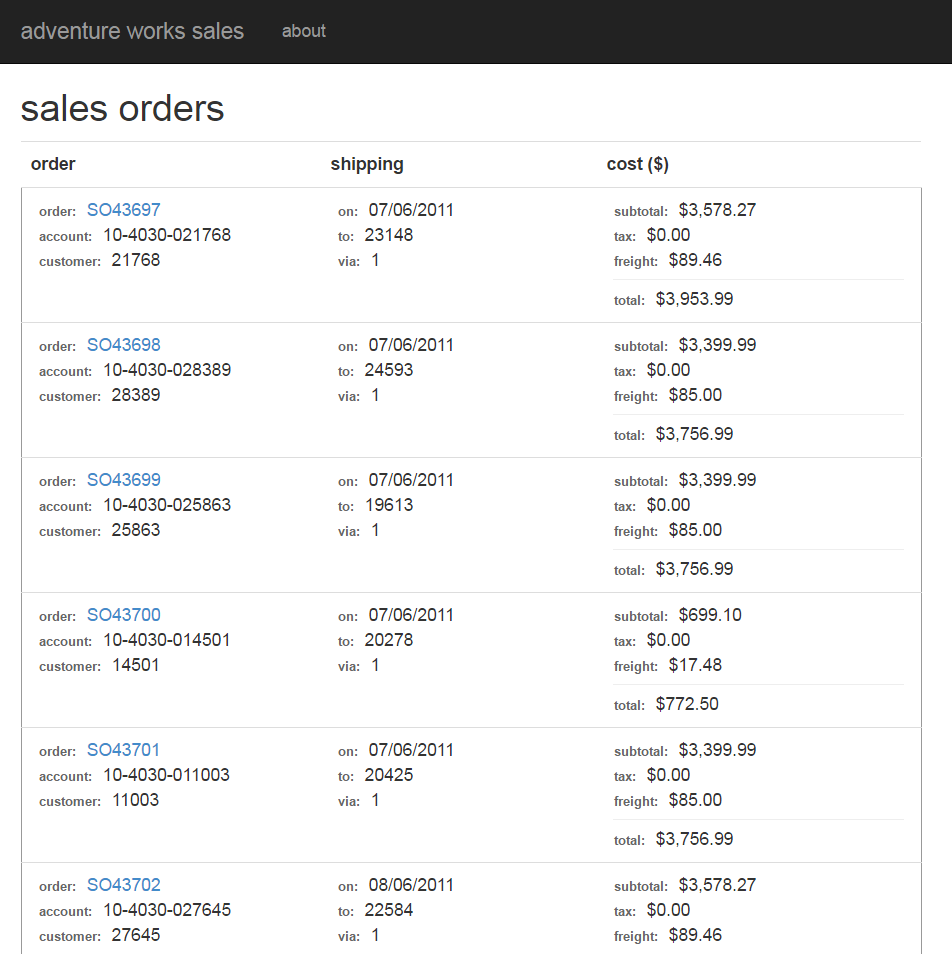 adventure works sales about
sales orders
order shipping cost ($)
order: SO43697 on: 07/06/2011 subtotal: $3,578.27
account: 10-4030-021768 to: 23148 tax: $0.00
customer: 21768 via: 1 freight: $89.46
total: $3,953.99
order: SO43698 on: 07/06/2011 subtotal: $3,399.99
account: 10-4030-028389 to: 24593 tax: $0.00
customer: 28389 via: 1 freight: $85.00
total: $3,756.99
order: SO43699 on: 07/06/2011 subtotal: $3,399.99
account: 10-4030-025863 to: 19613 tax: $0.00
customer: 25863 via: 1 freight: $85.00
total: $3,756.99
order: SO43700 on: 07/06/2011 subtotal: $699.10
account: 10-4030-014501 to: 20278 tax: $0.00
customer: 14501 via: 1 freight: $17.48
total: $772.50
order: SO43701 on: 07/06/2011 subtotal: $3,399.99
account: 10-4030-011003 to: 20425 tax: $0.00
customer: 11003 via: 1 freight: $85.00
total: $3,756.99
order: SO43702 on: 08/06/2011 subtotal: $3,578.27
account: 10-4030-027645 to: 22584 tax: $0.00
customer: 27645 via: 1 freight: $89.46